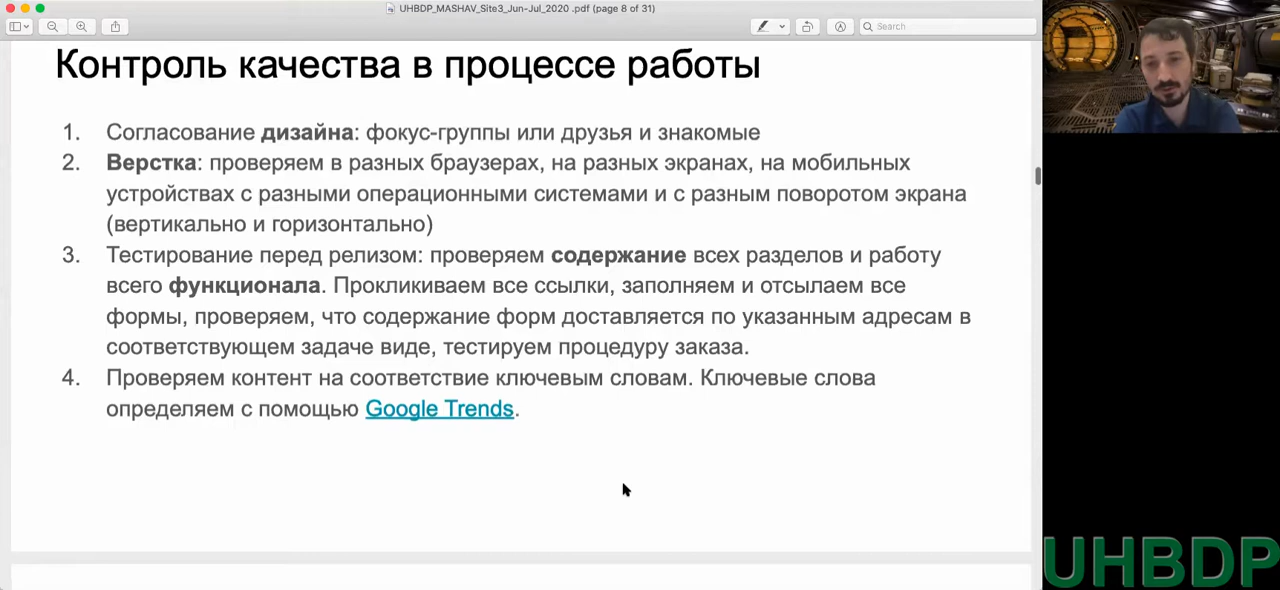 UHBDP_MASHAV_Site3_Jun-Jul_2020 .pdf (page 8 of 31)
Search
Контроль качества в процессе работы
1. Согласование дизайна: фокус-группы или друзья и знакомые
2. Верстка: проверяем в разных браузерах, на разных экранах, на мобильных
устройствах с разными операционными системами и с разным поворотом экрана
(вертикально и горизонтально)
3. Тестирование перед релизом: проверяем содержание всех разделов и работу
всего функционала. Прокликиваем все ссылки, заполняем и отсылаем все
формы, проверяем, что содержание форм доставляется по указанным адресам в
соответствующем задаче виде, тестируем процедуру заказа.
4. Проверяем контент на соответствие ключевым словам. Ключевые слова
определяем с помощью Google Trends.
UHBDP